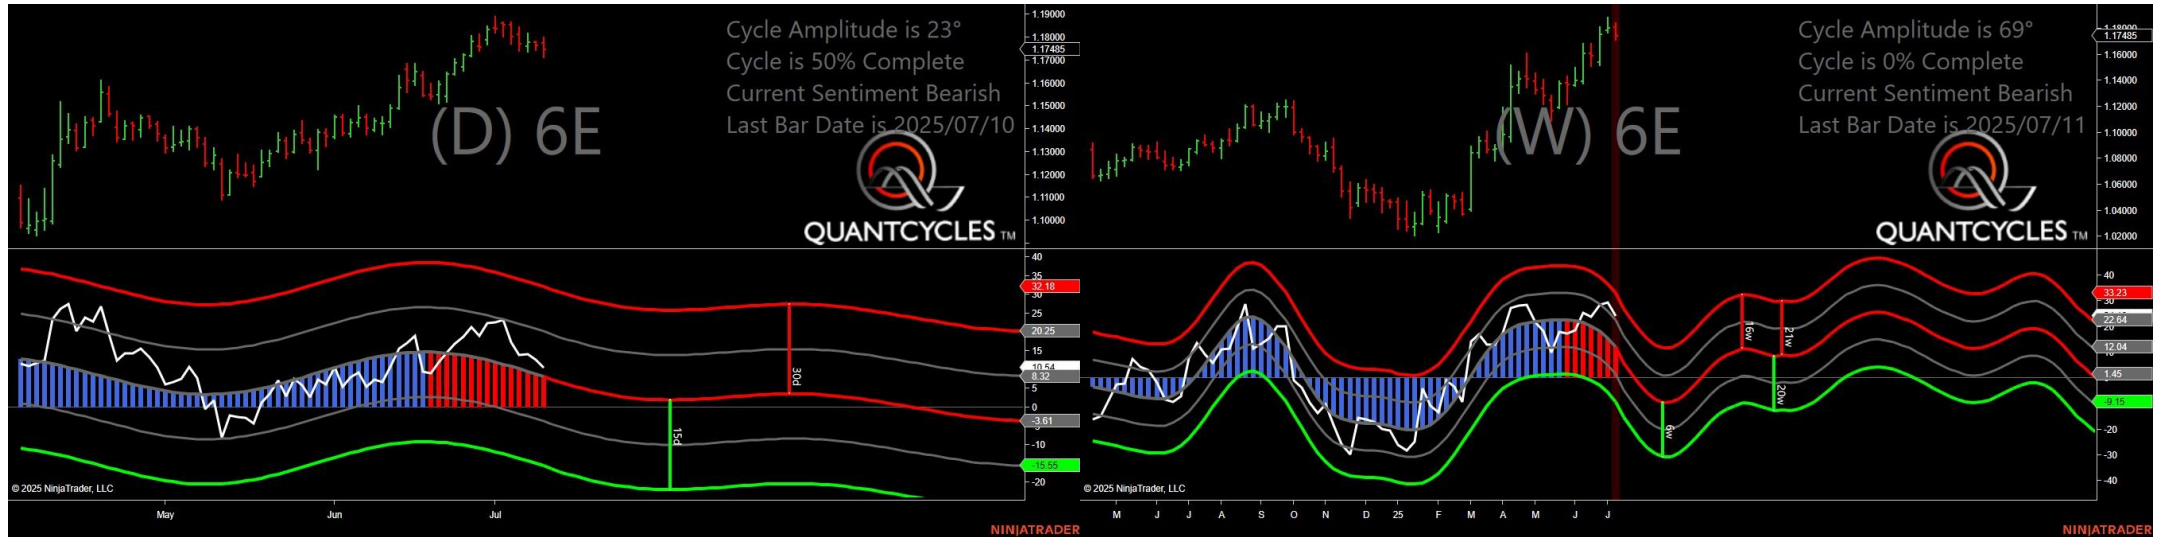 Cycle Amplitude is 23°
Cycle is 50% Complete
Current Sentiment Bearish
Last Bar Date is 2025/07/10
(D) 6E
QUANTCYCLES TM
1.19000
1.18000
1.17485
1.17000
1.16000
1.15000
1.14000
1.13000
1.12000
1.11000
1.10000
40
35
32.18
30
25
20.25
15
10.54
8.32
5
0
-3.61
-10
-15.55
-20
15d
30d
© 2025 NinjaTrader, LLC
May Jun Jul
NINJATRADER
Cycle Amplitude is 69°
Cycle is 0% Complete
Current Sentiment Bearish
Last Bar Date is 2025/07/11
(W) 6E
QUANTCYCLES TM
1.18000
1.17485
1.16000
1.14000
1.12000
1.10000
1.08000
1.06000
1.04000
1.02000
40
33.23
30
22.64
20
12.04
1.45
-9.15
-20
-30
-40
6w
16w
20w
21w
© 2025 NinjaTrader, LLC
M J J A S O N D 25 F M A M J J
NINJATRADER